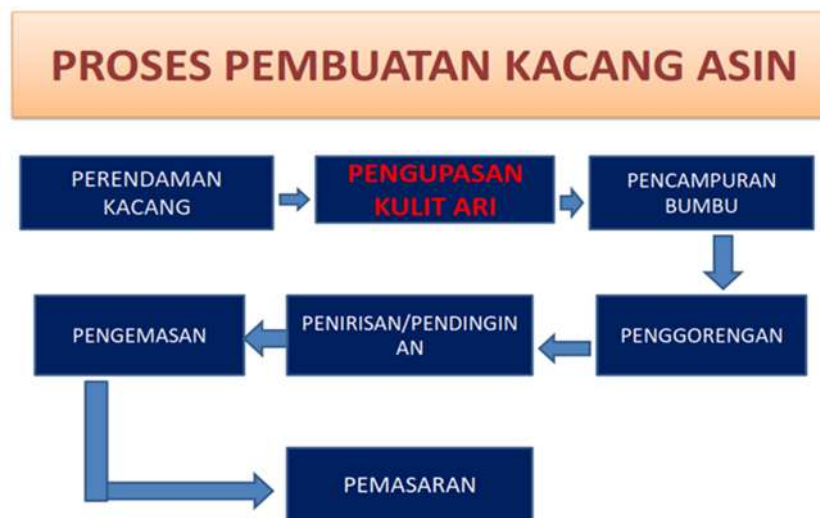 PROSES PEMBUATAN KACANG ASIN
PERENDAMAN
KACANG
PENGUPASAN
KULIT ARI
PENCAMPURAN
BUMBU
PENGGORENGAN
PENIRISAN/PENDINGIN
AN
PENGEMASAN
PEMASARAN